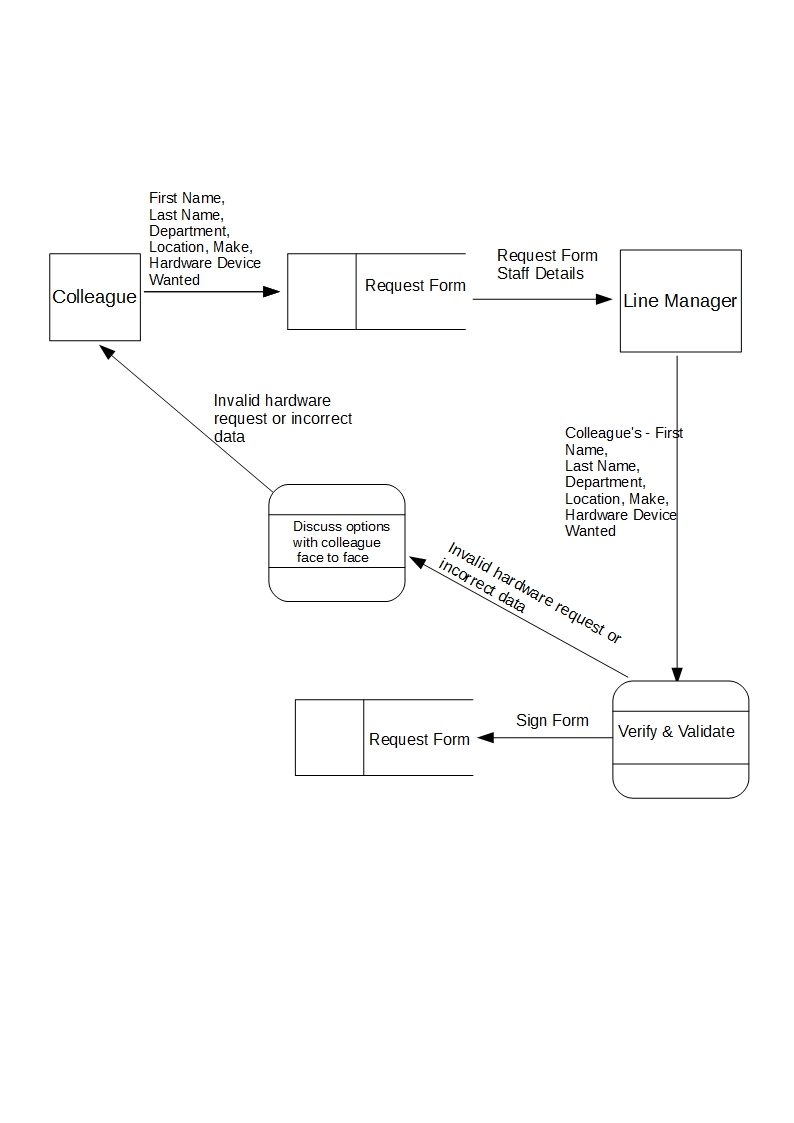 First Name,
Last Name,
Department,
Location, Make,
Hardware Device
Wanted
Colleague
Request Form
Request Form
Staff Details
Line Manager
Invalid hardware
request or incorrect
data
Colleague's - First
Name,
Last Name,
Department,
Location, Make,
Hardware Device
Wanted
Discuss options
with colleague
face to face
Invalid hardware request or
incorrect data
Sign Form
Request Form
Verify & Validate